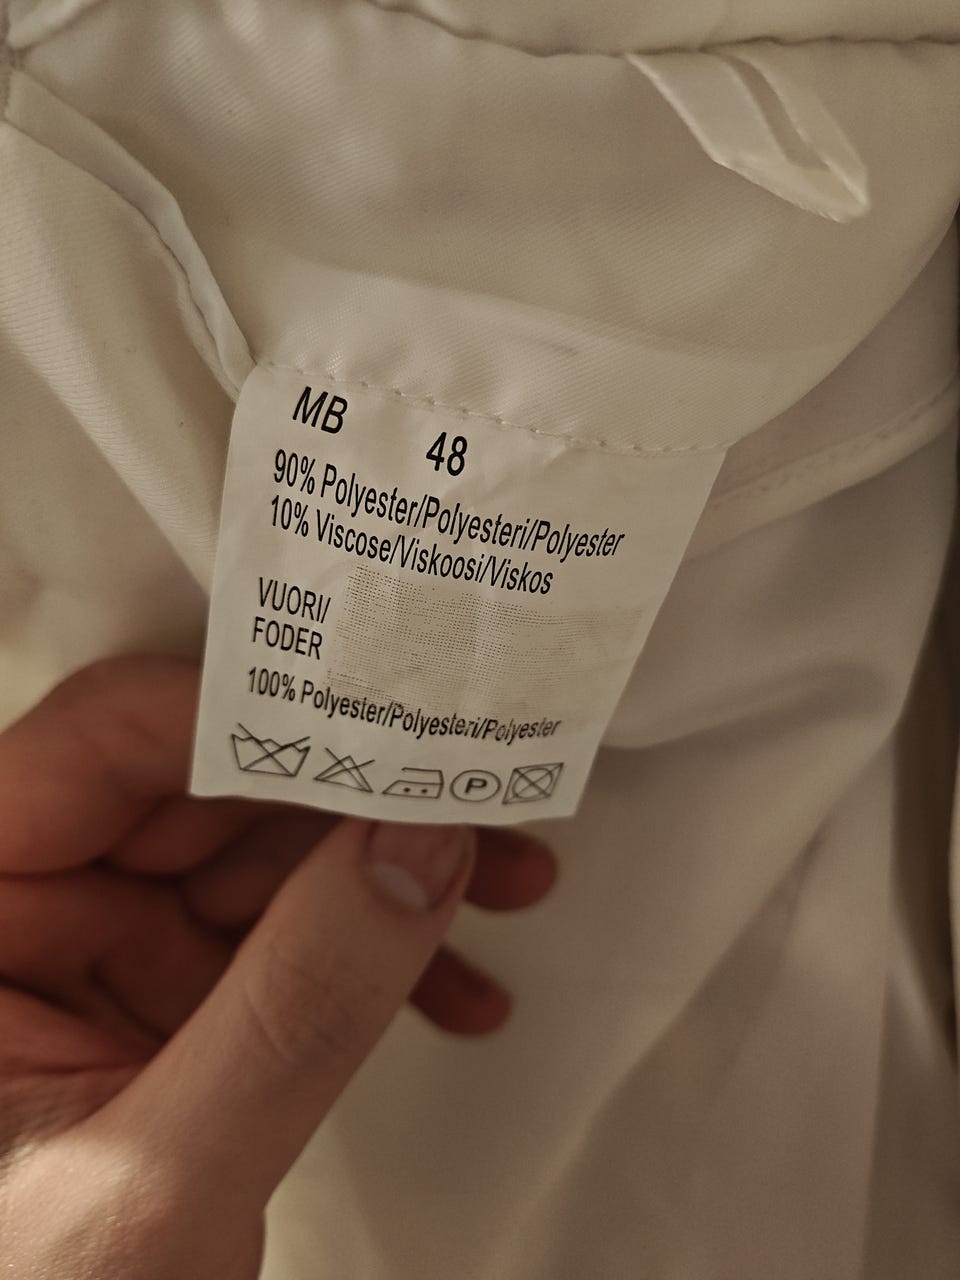 MB 48
90% Polyester/Polyesteri/Polyester
10% Viscose/Viskoosi/Viskos
VUORI/
FODER
100% Polyester/Polyesteri/Polyester
P